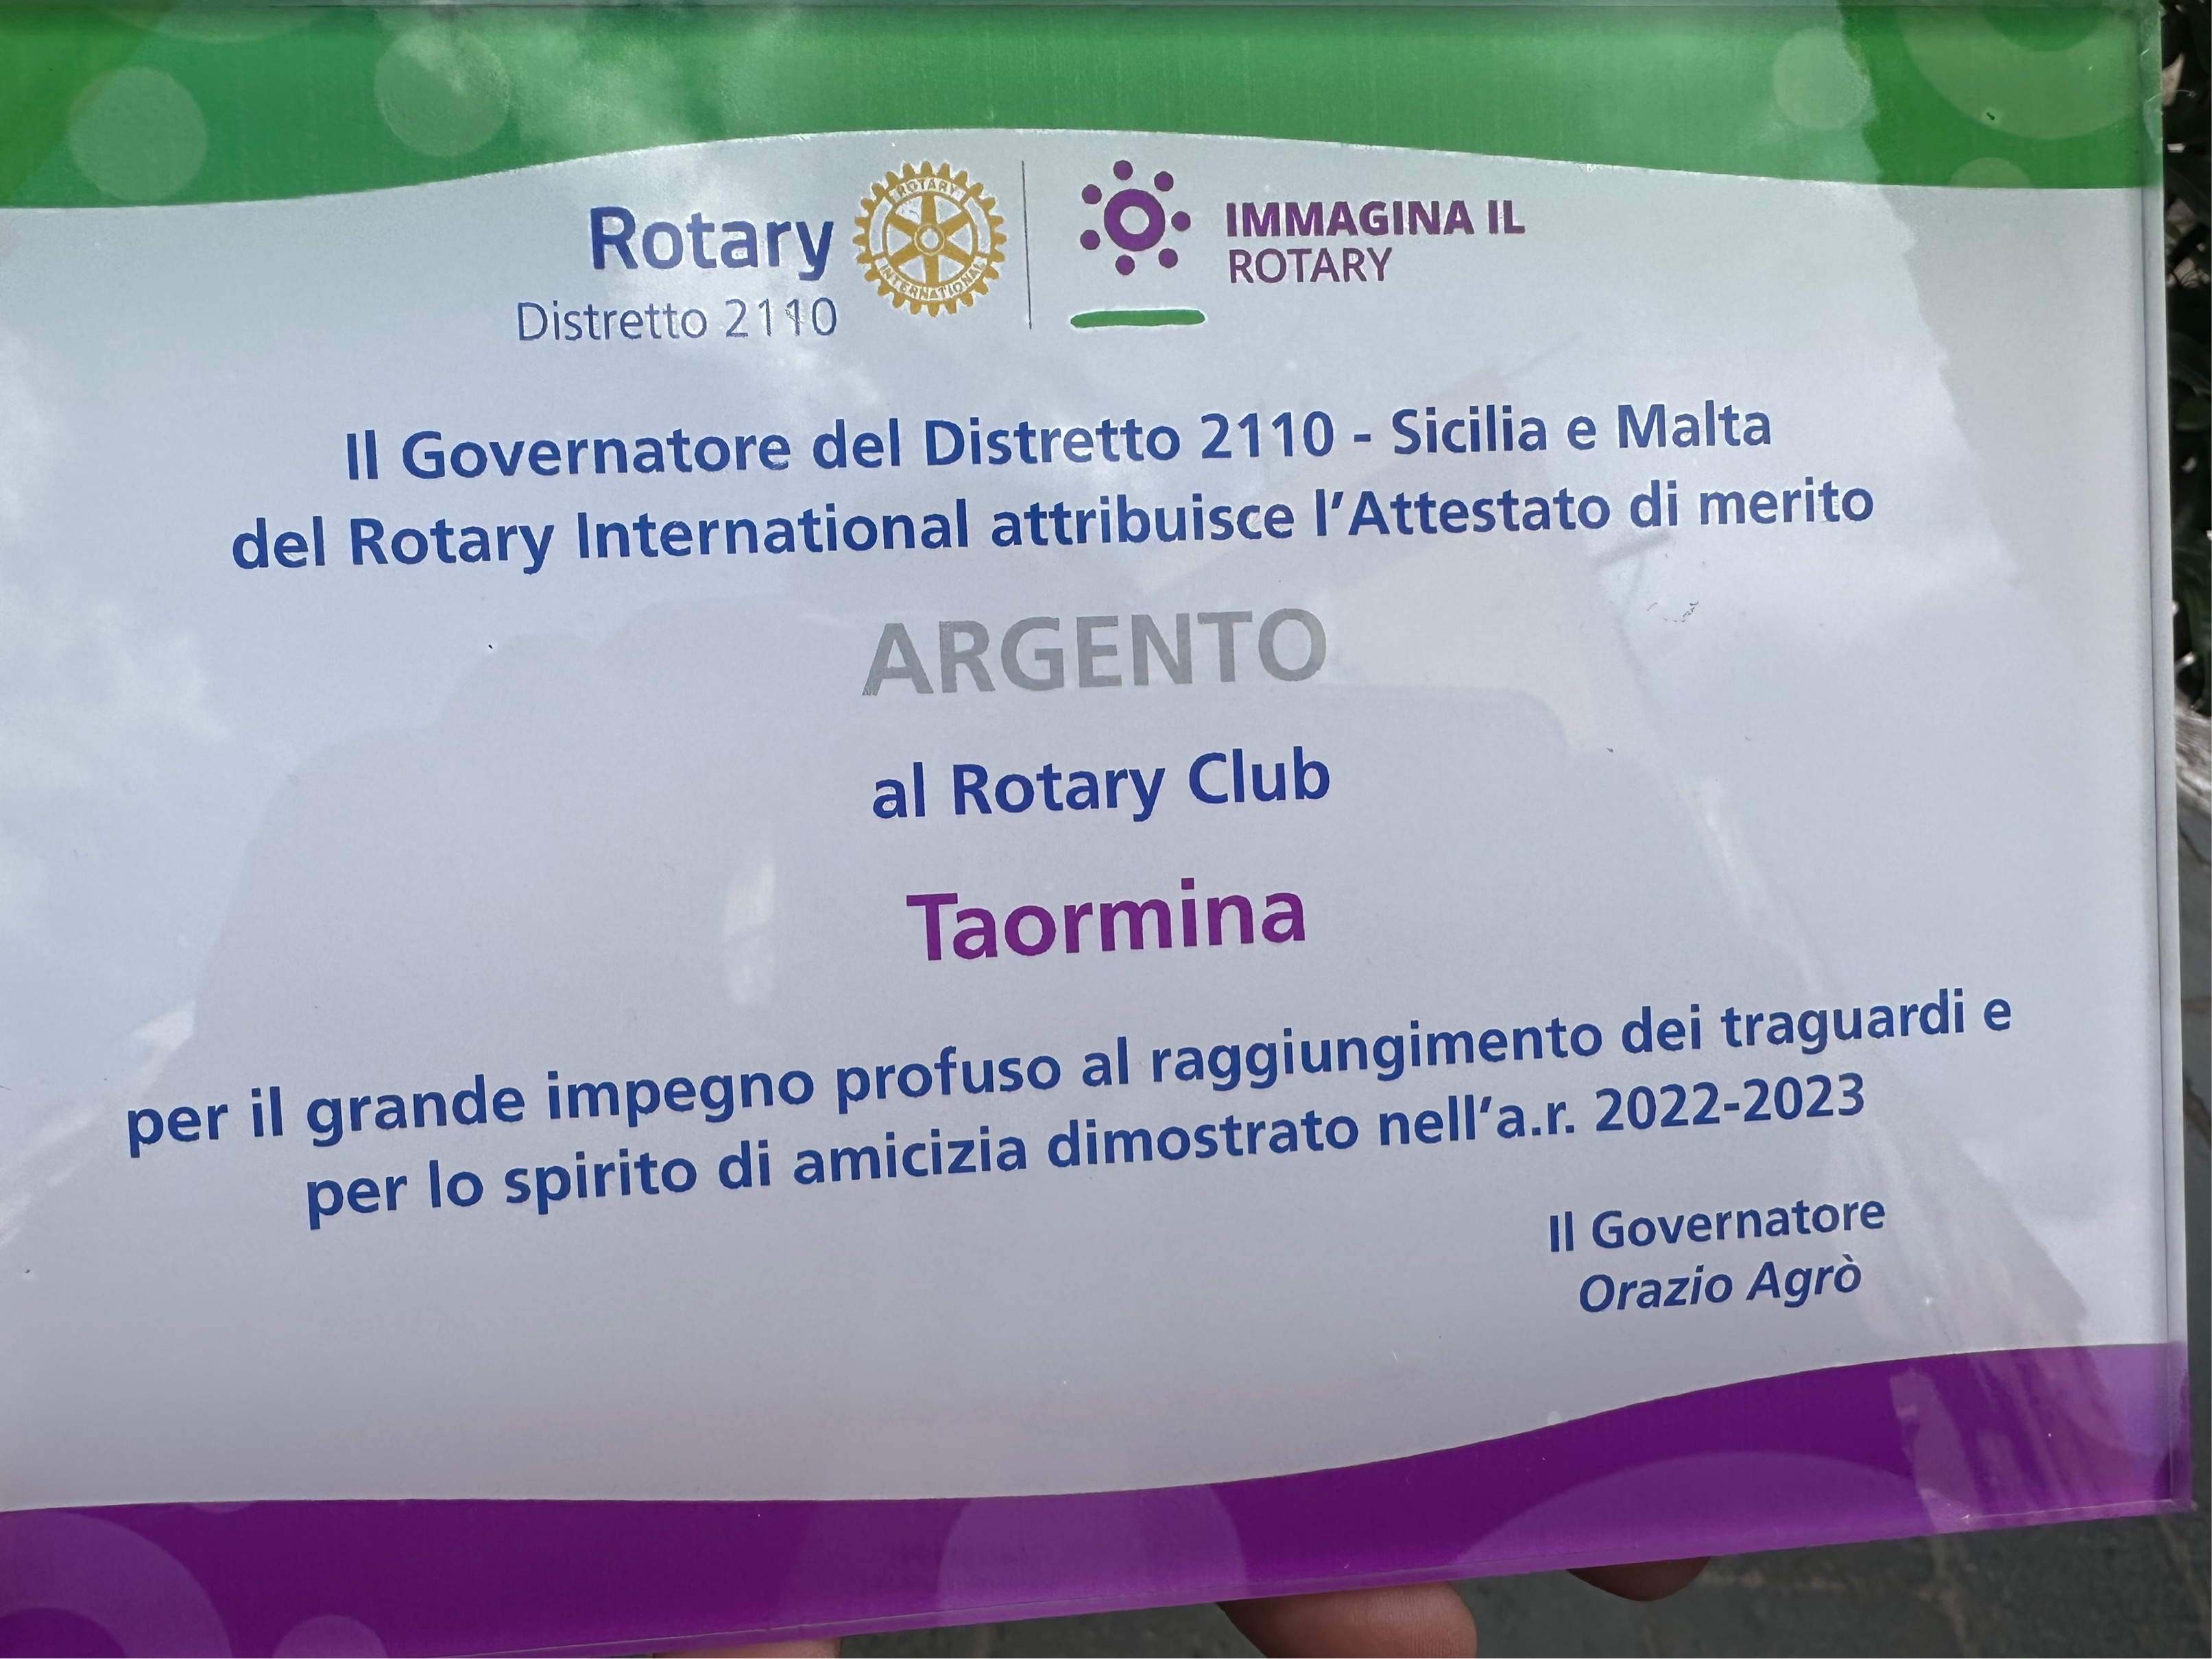 Rotary
Distretto 2110
ROTARY
INTERNATIONAL
IMMAGINA IL
ROTARY
Il Governatore del Distretto 2110 - Sicilia e Malta
del Rotary International attribuisce l'Attestato di merito
ARGENTO
al Rotary Club
Taormina
per il grande impegno profuso al raggiungimento dei traguardi e
per lo spirito di amicizia dimostrato nell'a.r. 2022-2023
Il Governatore
Orazio Agrò